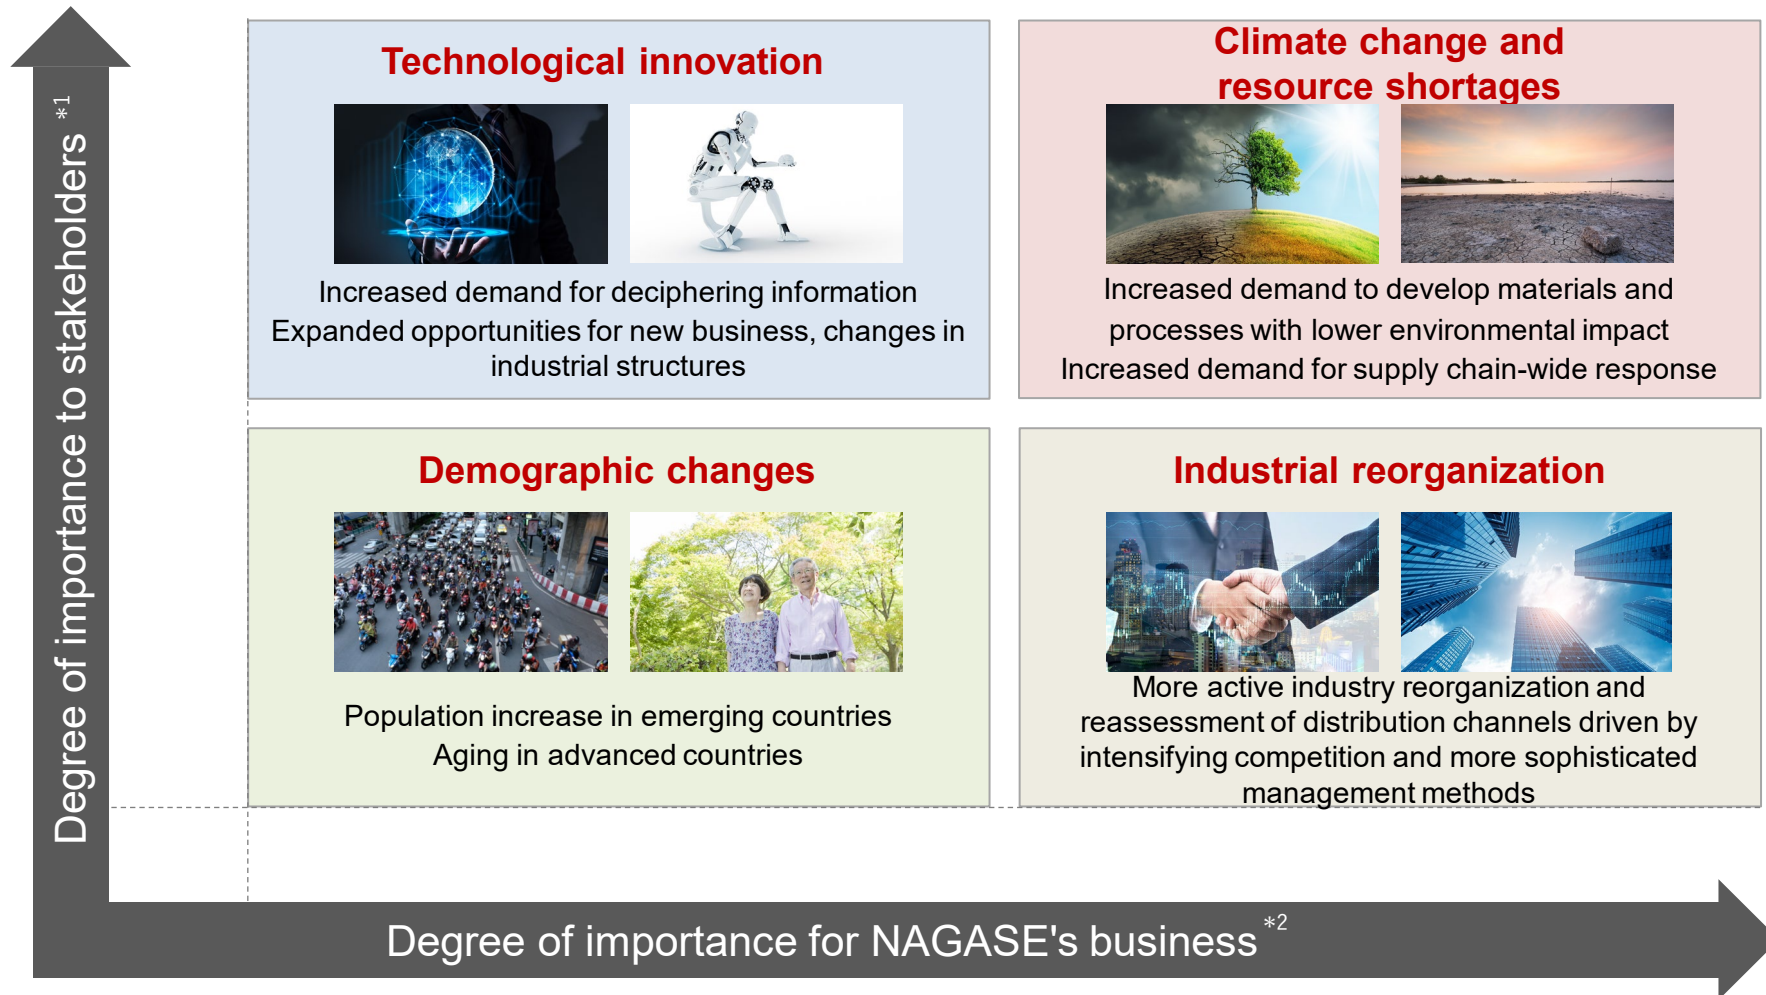 Degree of importance to stakeholders *1
Technological innovation
Increased demand for deciphering information
Expanded opportunities for new business, changes in
industrial structures
Climate change and
resource shortages
Increased demand to develop materials and
processes with lower environmental impact
Increased demand for supply chain-wide response
Demographic changes
Population increase in emerging countries
Aging in advanced countries
Industrial reorganization
More active industry reorganization and
reassessment of distribution channels driven by
intensifying competition and more sophisticated
management methods
Degree of importance for NAGASE's business *2